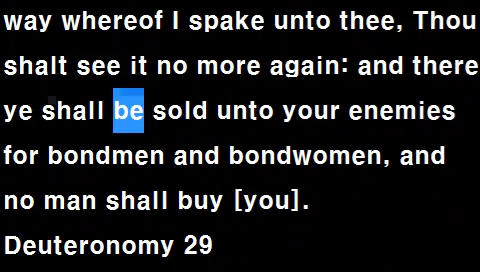 way whereof I spake unto thee, Thou
shalt see it no more again: and there
ye shall be sold unto your enemies
for bondmen and bondwomen, and
no man shall buy [you].
Deuteronomy 29